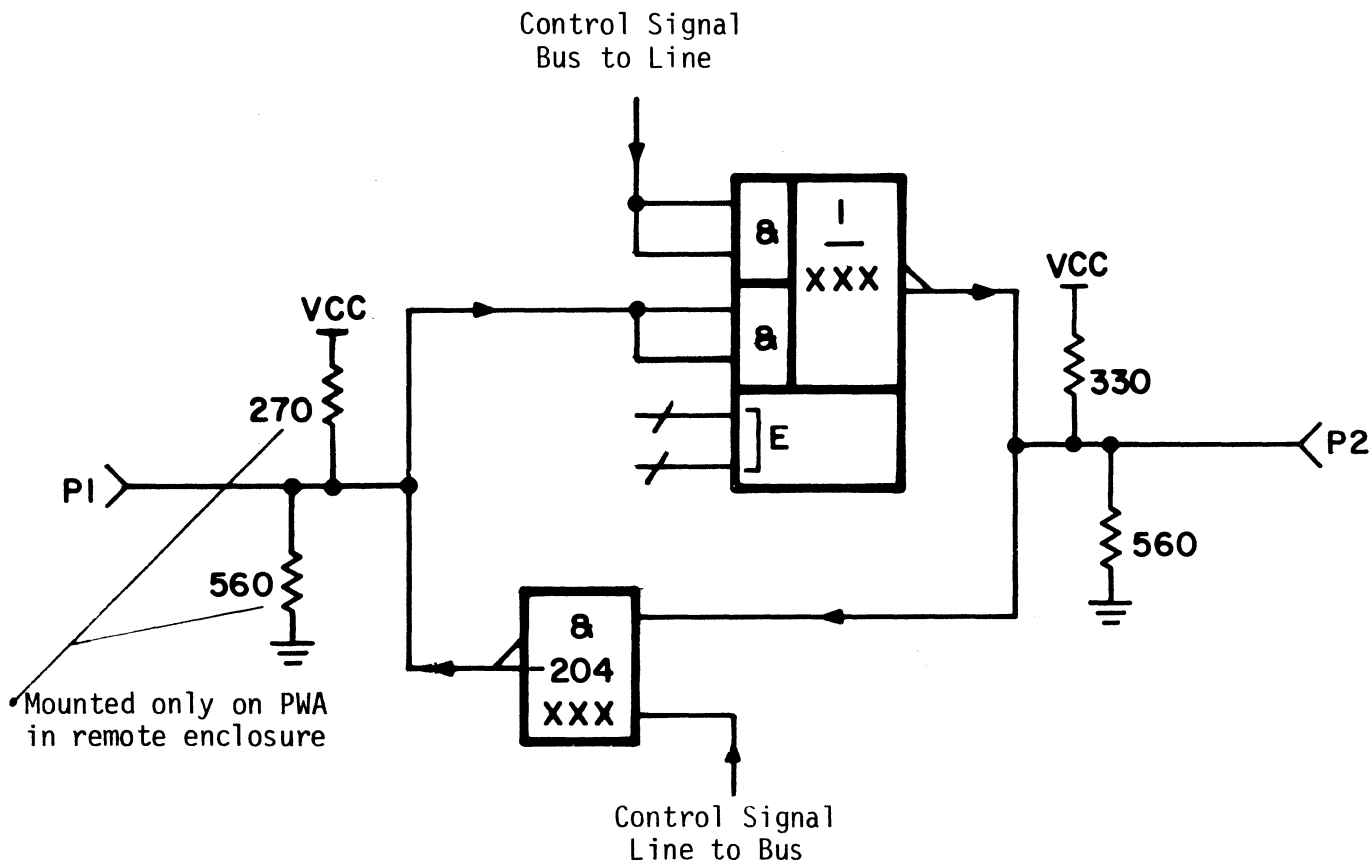 Control Signal
Bus to Line
&
1
XXX
&
E
VCC
270
P1
560
VCC
330
P2
560
&
204
XXX
Mounted only on PWA
in remote enclosure
Control Signal
Line to Bus